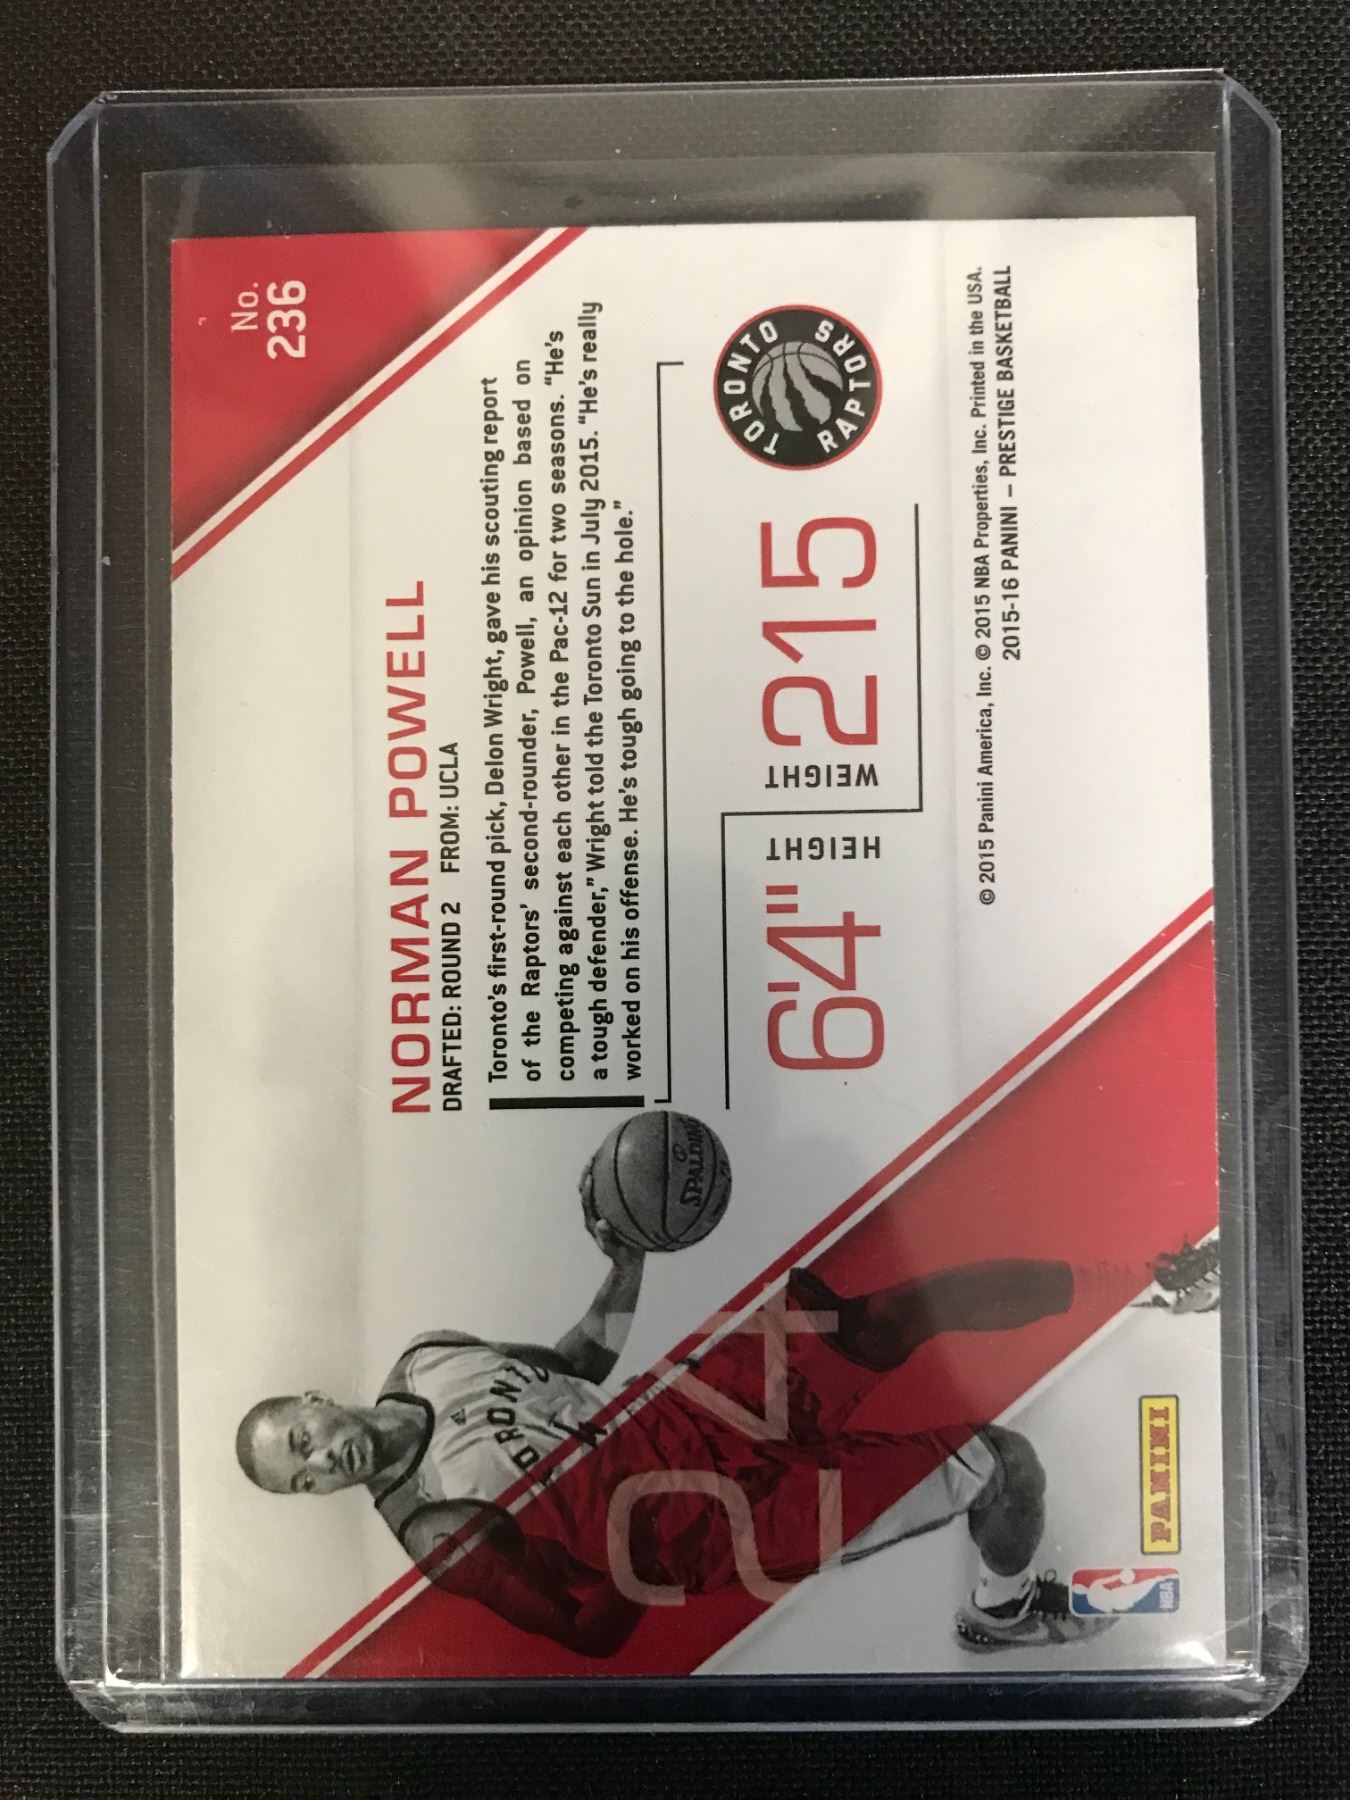 No.
236
NORMAN POWELL
DRAFTED: ROUND 2 FROM: UCLA
Toronto's first-round pick, Delon Wright, gave his scouting report
of the Raptors' second-rounder, Powell, an opinion based on
competing against each other in the Pac-12 for two seasons. “He's
a tough defender,” Wright told the Toronto Sun in July 2015. “He's really
worked on his offense. He's tough going to the hole.”
6'4" HEIGHT
WEIGHT 215
TORONTO
RAPTORS
© 2015 Panini America, Inc. © 2015 NBA Properties, Inc. Printed in the USA.
2015-16 PANINI – PRESTIGE BASKETBALL
SPALDING
TORONTO
24
NBA
PANINI